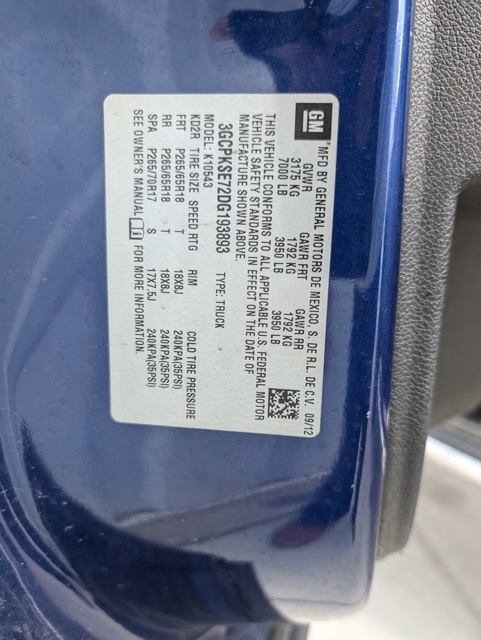 GM MFD BY GENERAL MOTORS DE MEXICO, S. DE R.L. DE C.V. 09/12
GVWR GAWR FRT GAWR RR
3175 KG 1792 KG 1792 KG
7000 LB 3950 LB 3950 LB
THIS VEHICLE CONFORMS TO ALL APPLICABLE U.S. FEDERAL MOTOR
VEHICLE SAFETY STANDARDS IN EFFECT ON THE DATE OF
MANUFACTURE SHOWN ABOVE.
3GCPKSE72DG193893 TYPE: TRUCK
MODEL: K10543
KD2R TIRE SIZE SPEED RTG RIM COLD TIRE PRESSURE
FRT P265/65R18 T 18X8J 240KPA(35PSI)
RR P265/65R18 T 18X8J 240KPA(35PSI)
SPA P265/70R17 S 17X7.5J 240KPA(35PSI)
SEE OWNER'S MANUAL FOR MORE INFORMATION.